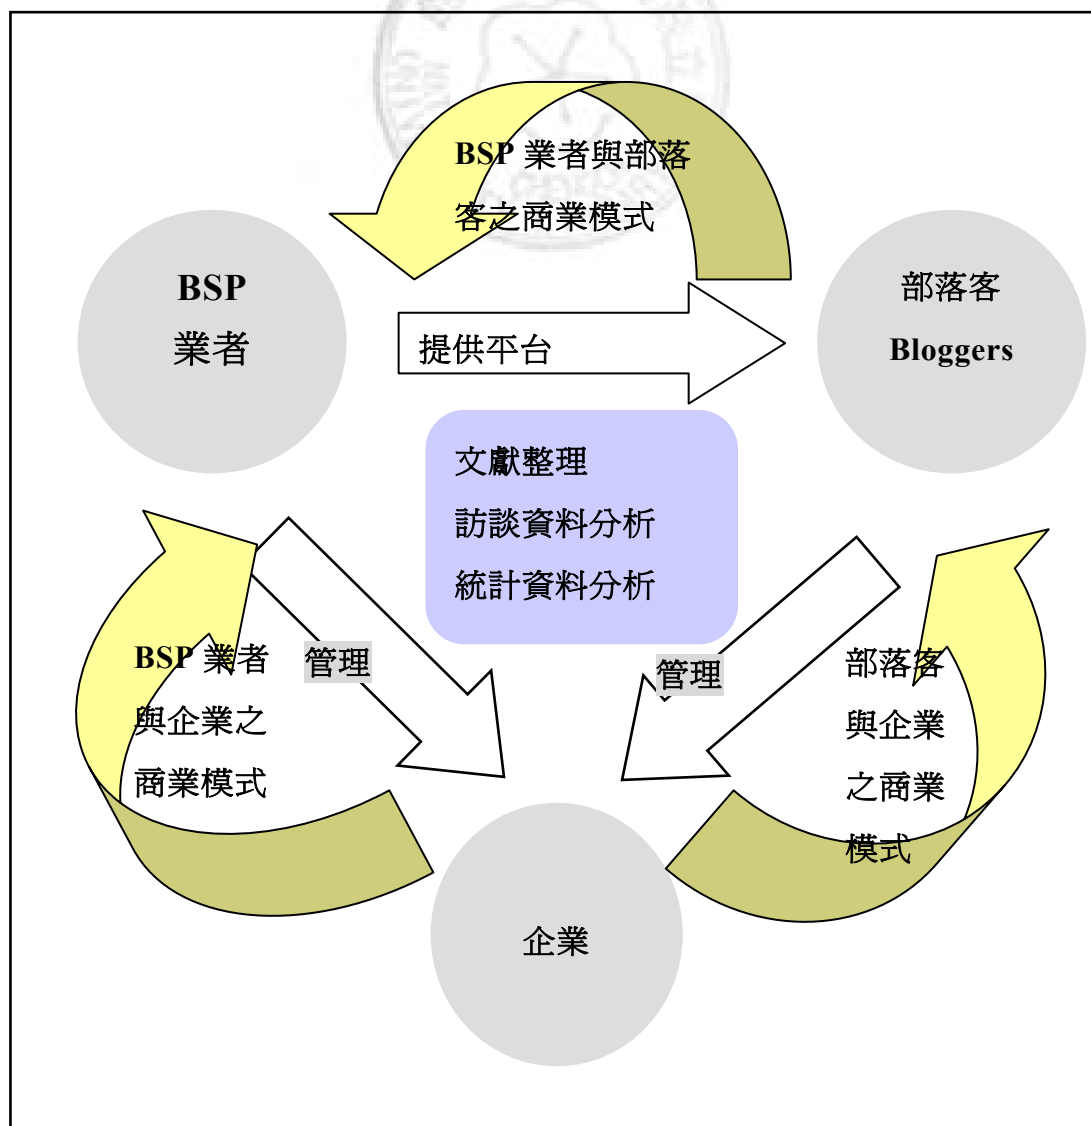 BSP 業者與部落
客之商業模式
BSP
業者
部落客
Bloggers
提供平台
文獻整理
訪談資料分析
統計資料分析
BSP 業者
與企業之
商業模式
管理
管理
部落客
與企業
之商業
模式
企業